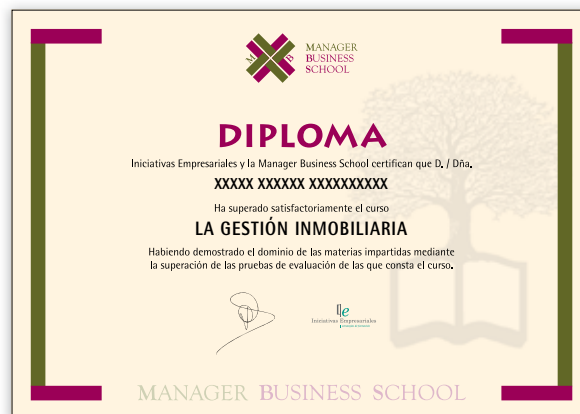 M B
MANAGER
BUSINESS
SCHOOL
DIPLOMA
Iniciativas Empresariales y la Manager Business School certifican que D. / Dña.
XXXXX XXXXXX XXXXXXXXXX
Ha superado satisfactoriamente el curso
LA GESTIÓN INMOBILIARIA
Habiendo demostrado el dominio de las materias impartidas mediante
la superación de las pruebas de evaluación de las que consta el curso.
Iniciativas Empresariales
MANAGER BUSINESS SCHOOL